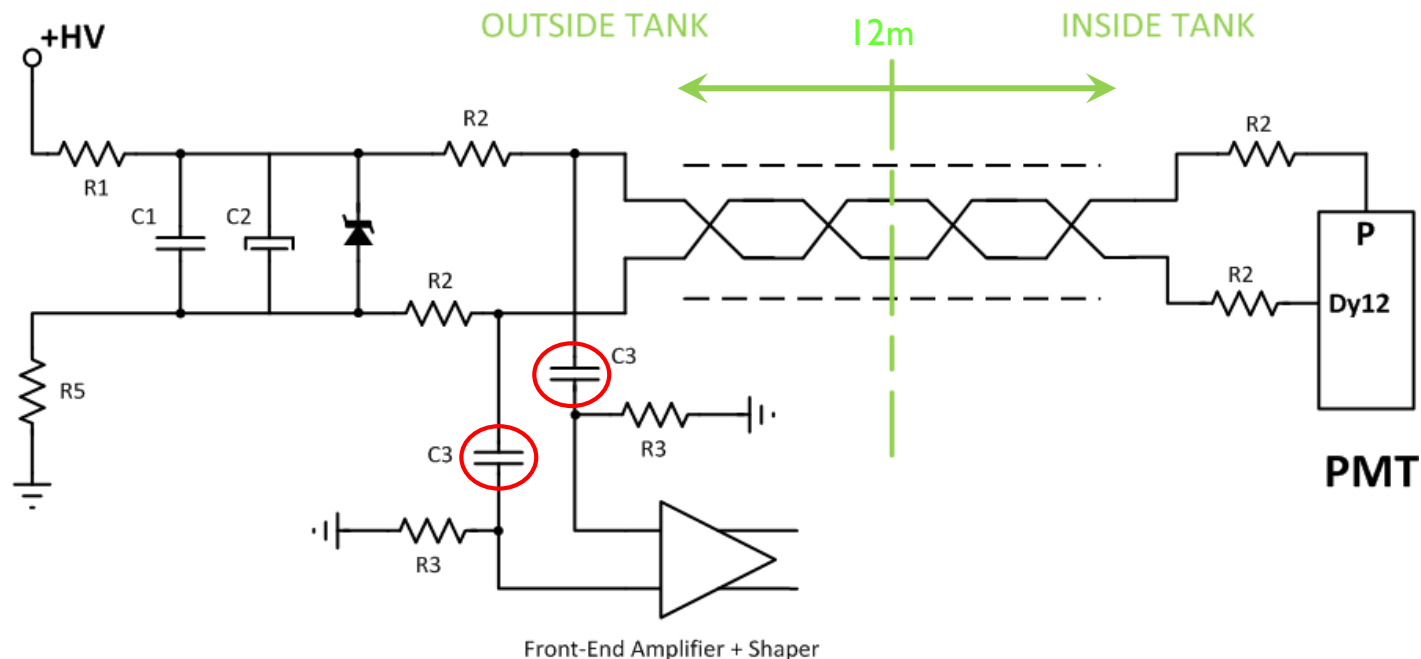 +HV
OUTSIDE TANK
12m
INSIDE TANK
R2
R2
R1
C1
C2
P
R2
R2
Dy12
C3
R5
R3
C3
PMT
R3
Front-End Amplifier + Shaper